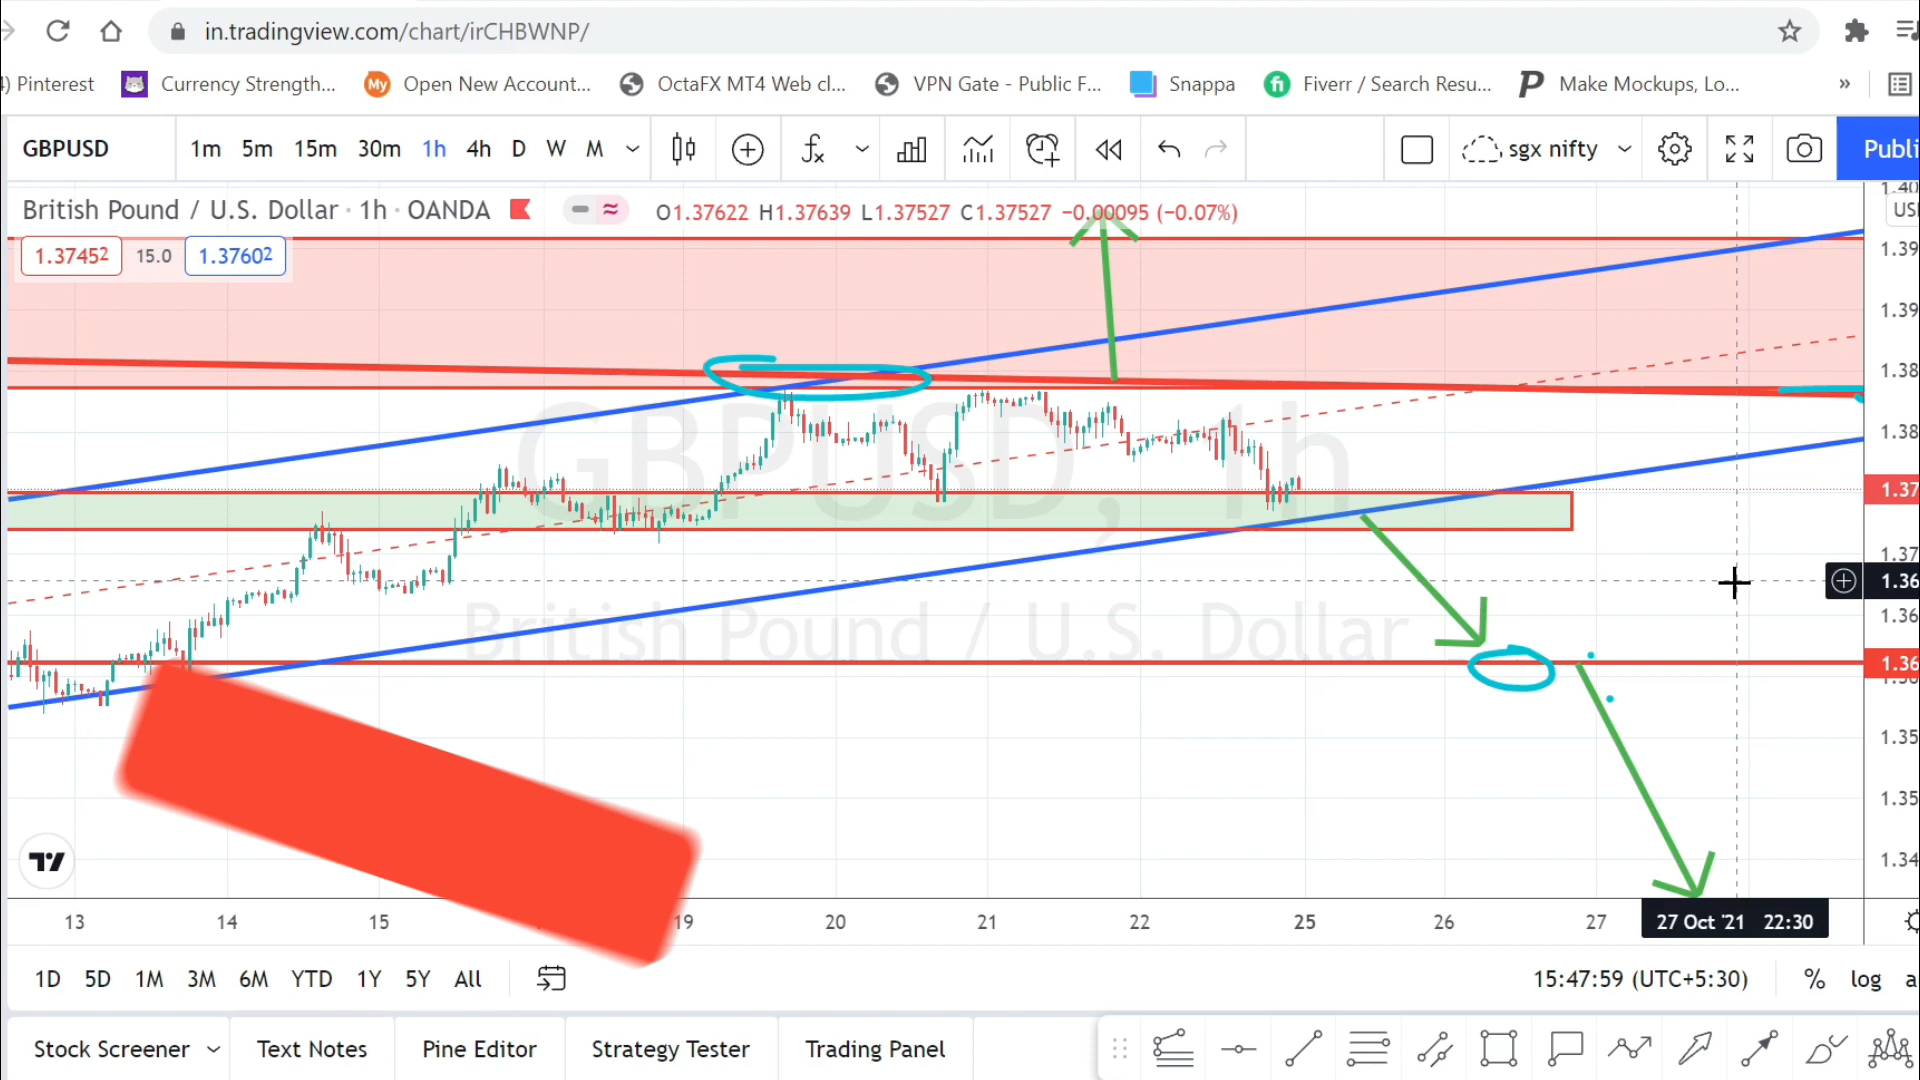 in.tradingview.com/chart/irCHBWNP/
) Pinterest Currency Strength... My Open New Account... OctaFX MT4 Web cl... VPN Gate - Public F... Snappa fi Fiverr / Search Resu... P Make Mockups, Lo... »
GBPUSD 1m 5m 15m 30m 1h 4h D W M sgx nifty Publi
British Pound / U.S. Dollar · 1h · OANDA O1.37622 H1.37639 L1.37527 C1.37527 −0.00095 (−0.07%)
1.37452 15.0 1.37602
1.40
1.39
1.39
1.38
1.38
1.37
1.37
1.36
1.36
1.36
1.35
1.35
1.34
GBPUSD, 1h
British Pound / U.S. Dollar
13 14 15 19 20 21 22 25 26 27 27 Oct '21 22:30
1D 5D 1M 3M 6M YTD 1Y 5Y All 15:47:59 (UTC+5:30) % log a
Stock Screener Text Notes Pine Editor Strategy Tester Trading Panel